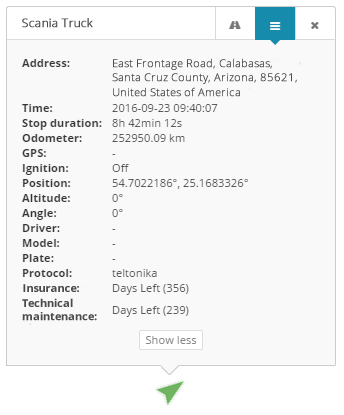 Scania Truck
Address: East Frontage Road, Calabasas,
Santa Cruz County, Arizona, 85621,
United States of America
Time: 2016-09-23 09:40:07
Stop duration: 8h 42min 12s
Odometer: 252950.09 km
GPS: -
Ignition: Off
Position: 54.7022186°, 25.1683326°
Altitude: 0°
Angle: 0°
Driver: -
Model: -
Plate: -
Protocol: teltonika
Insurance: Days Left (356)
Technical
maintenance: Days Left (239)
Show less